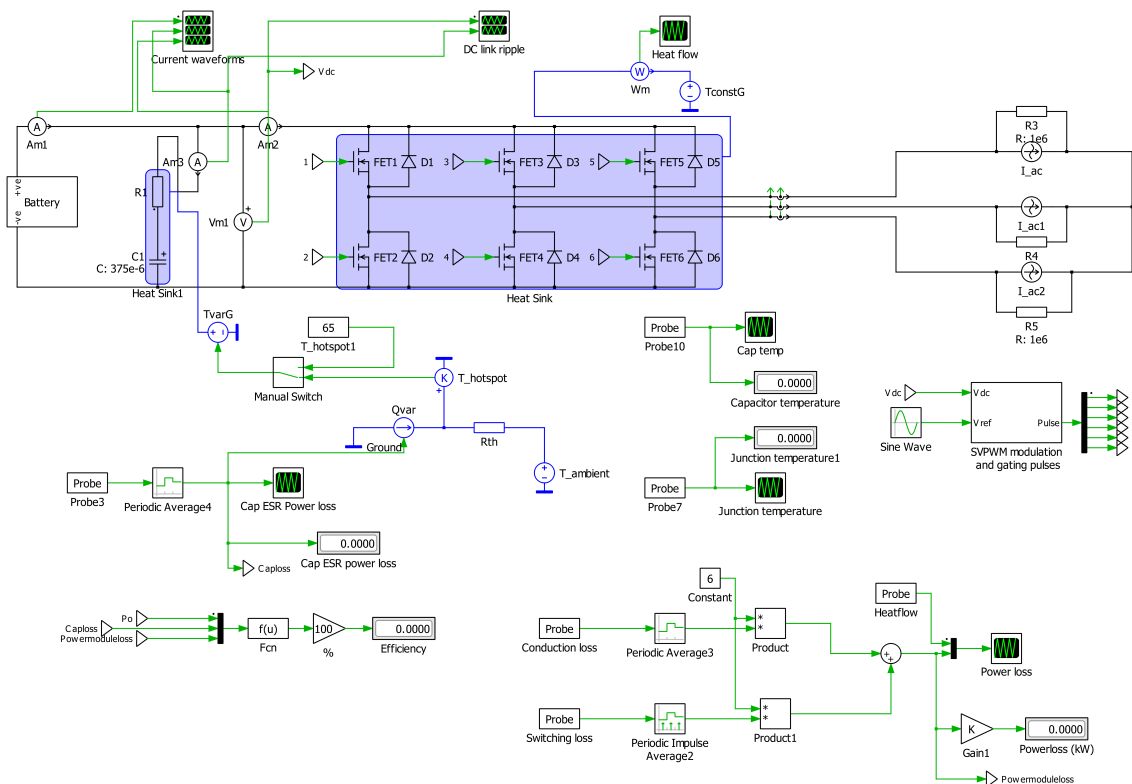 Current waveforms
DC link ripple
Heat flow
Vdc
W
Wm
+
−
TconstG
A
Am1
A
Am2
Am3
A
+ve
-ve
Battery
R1
C1
C: 375e-6
+
Heat Sink1
+
V
Vm1
1
FET1
D1
3
FET3
D3
5
FET5
D5
2
FET2
D2
4
FET4
D4
6
FET6
D6
Heat Sink
R3
R: 1e6
I_ac
I_ac1
R4
I_ac2
R5
R: 1e6
TvarG
65
T_hotspot1
Manual Switch
K
+
T_hotspot
Qvar
Ground
Rth
+
−
T_ambient
Probe
Probe10
Cap temp
0.0000
Capacitor temperature
0.0000
Junction temperature1
Probe
Probe7
Junction temperature
Vdc
Sine Wave
Vdc
Vref
Pulse
SVPWM modulation
and gating pulses
Probe
Probe3
Periodic Average4
Cap ESR Power loss
0.0000
Cap ESR power loss
Caploss
Po
Caploss
Powermoduleloss
f(u)
Fcn
100
%
0.0000
Efficiency
6
Constant
Probe
Conduction loss
Periodic Average3
*
*
Product
Probe
Switching loss
Periodic Impulse
Average2
*
*
Product1
+
+
Probe
Heatflow
Power loss
K
Gain1
0.0000
Powerloss (kW)
Powermoduleloss